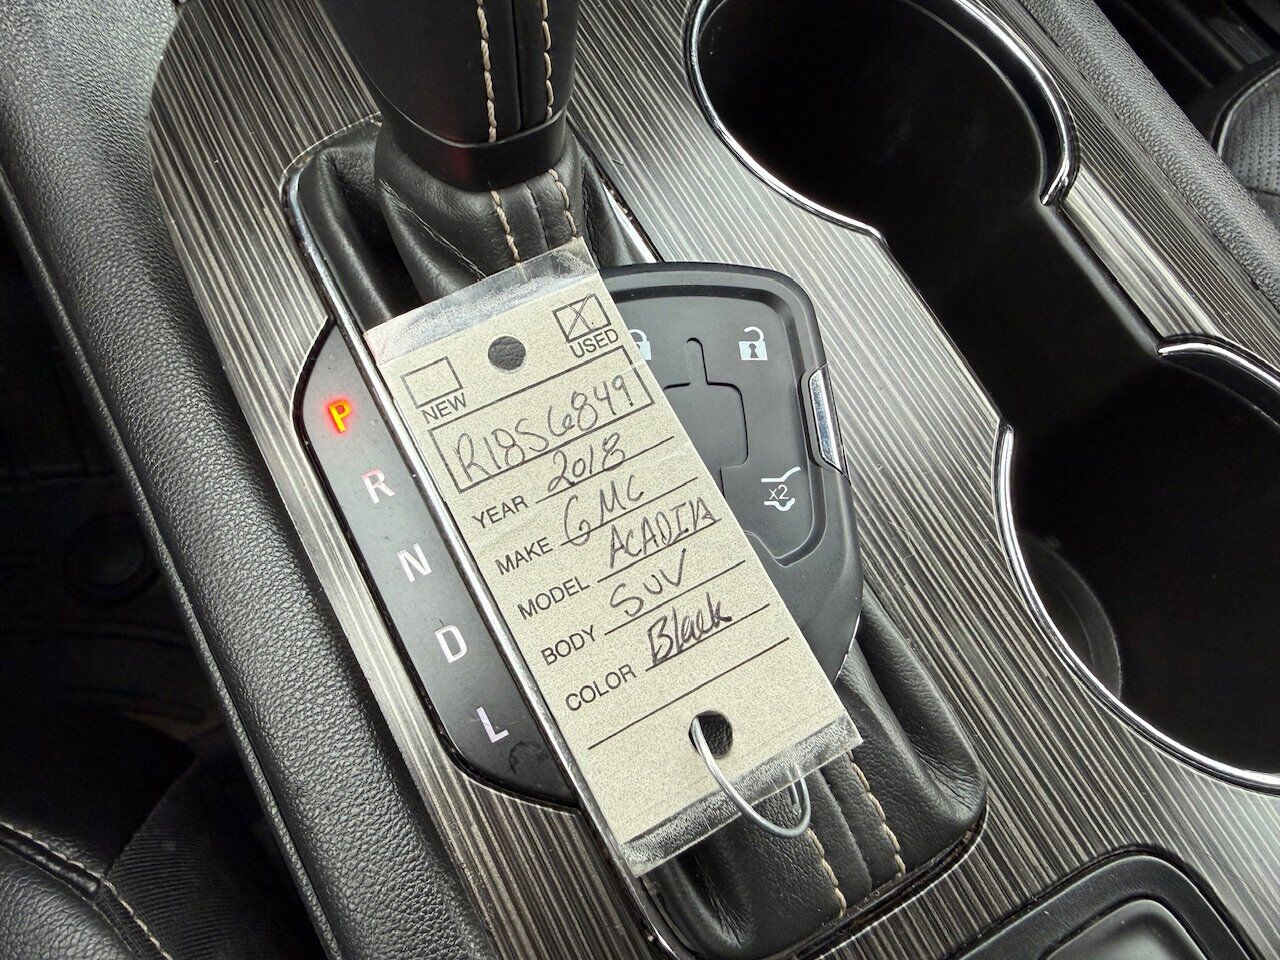 USED
NEW
R18S6849
YEAR 2018
MAKE GMC
MODEL ACADIA
BODY SUV
COLOR Black
P
R
N
D
L
X2